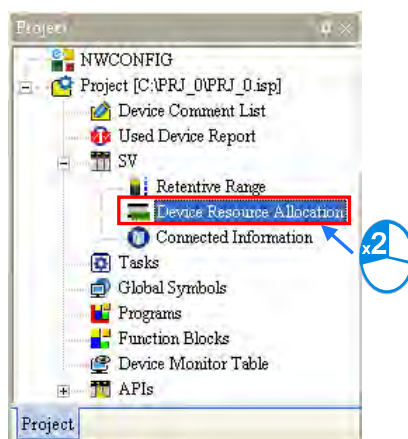 Project
NWCONFIG
Project [C:\PRJ_0\PRJ_0.isp]
Device Comment List
Used Device Report
SV
Retentive Range
Device Resource Allocation
x2
Connected Information
Tasks
Global Symbols
Programs
Function Blocks
Device Monitor Table
APIs
Project